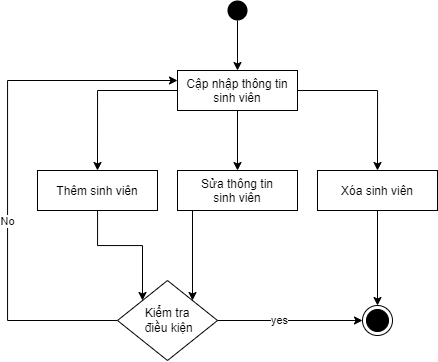 Cập nhập thông tin
sinh viên
Thêm sinh viên
Sửa thông tin
sinh viên
Xóa sinh viên
No
Kiểm tra
điều kiện
yes